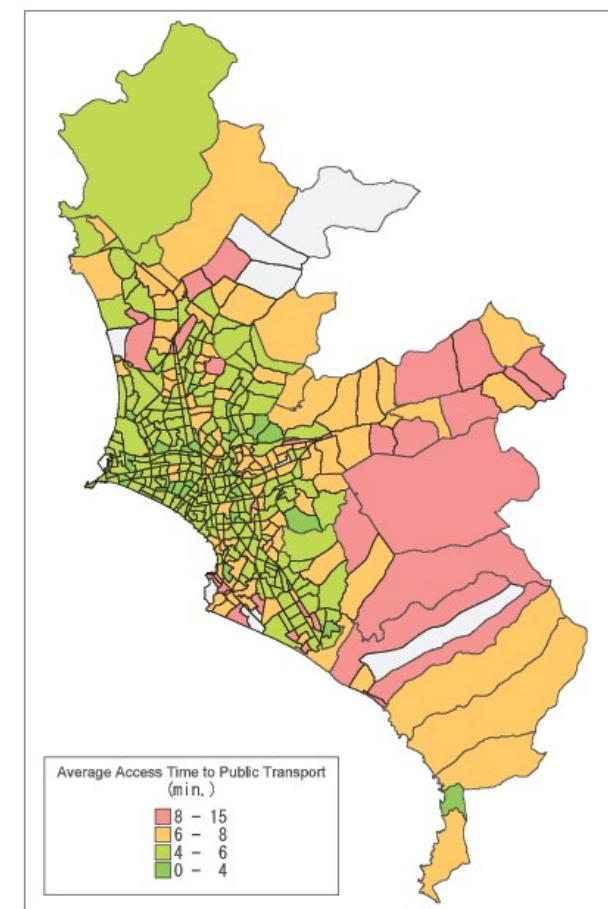 Average Access Time to Public Transport
(min.)
8 - 15
6 - 8
4 - 6
0 - 4